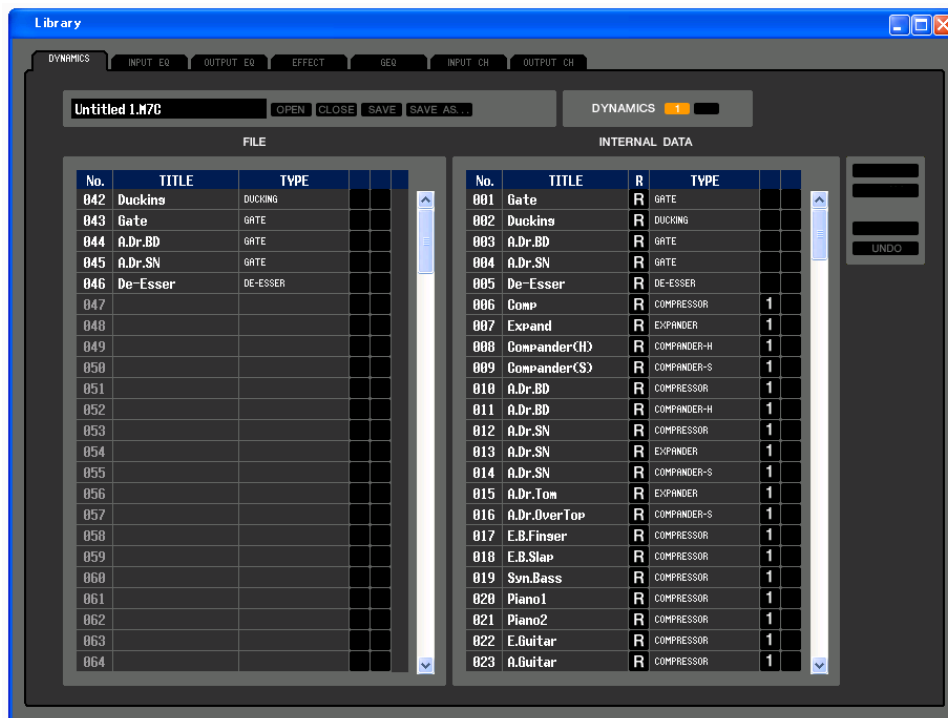 Library
DYNAMICS INPUT EQ OUTPUT EQ EFFECT GEQ INPUT CH OUTPUT CH
Untitled 1.M7C OPEN CLOSE SAVE SAVE AS... DYNAMICS 1
FILE INTERNAL DATA
No. TITLE TYPE No. TITLE R TYPE
042 Ducking DUCKING 001 Gate R GATE
043 Gate GATE 002 Ducking R DUCKING
044 A.Dr.BD GATE 003 A.Dr.BD R GATE
045 A.Dr.SN GATE 004 A.Dr.SN R GATE
046 De-Esser DE-ESSER 005 De-Esser R DE-ESSER
047 006 Comp R COMPRESSOR 1
048 007 Expand R EXPANDER 1
049 008 Compander(H) R COMPANDER-H 1
050 009 Compander(S) R COMPANDER-S 1
051 010 A.Dr.BD R COMPRESSOR 1
052 011 A.Dr.BD R COMPANDER-H 1
053 012 A.Dr.SN R COMPRESSOR 1
054 013 A.Dr.SN R EXPANDER 1
055 014 A.Dr.SN R COMPANDER-S 1
056 015 A.Dr.Tom R EXPANDER 1
057 016 A.Dr.OverTop R COMPANDER-S 1
058 017 E.B.Finger R COMPRESSOR 1
059 018 E.B.Slap R COMPRESSOR 1
060 019 Syn.Bass R COMPRESSOR 1
061 020 Piano1 R COMPRESSOR 1
062 021 Piano2 R COMPRESSOR 1
063 022 E.Guitar R COMPRESSOR 1
064 023 A.Guitar R COMPRESSOR 1
UNDO